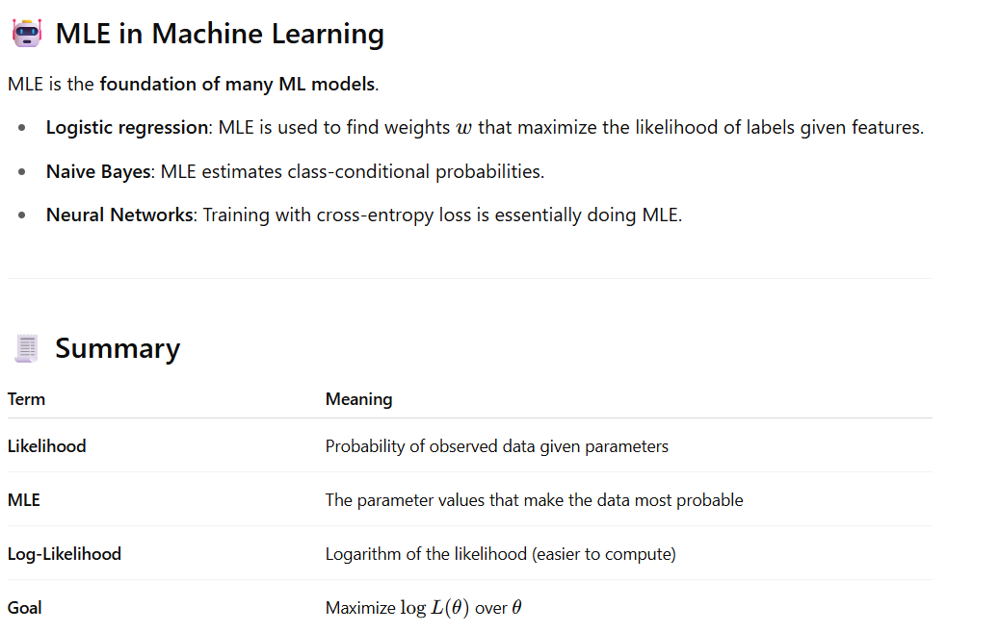 MLE in Machine Learning
MLE is the foundation of many ML models.
Logistic regression: MLE is used to find weights w that maximize the likelihood of labels given features.
Naive Bayes: MLE estimates class-conditional probabilities.
Neural Networks: Training with cross-entropy loss is essentially doing MLE.
Summary
Term Meaning
Likelihood Probability of observed data given parameters
MLE The parameter values that make the data most probable
Log-Likelihood Logarithm of the likelihood (easier to compute)
Goal Maximize log L(θ) over θ